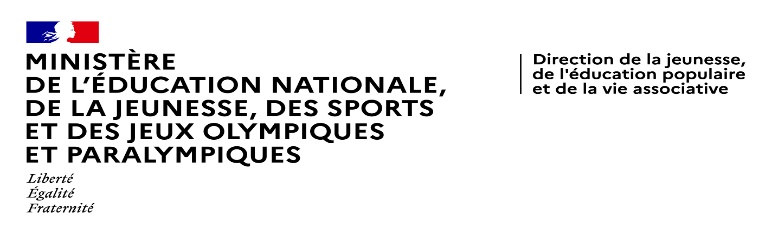 MINISTÈRE
DE L'ÉDUCATION NATIONALE,
DE LA JEUNESSE, DES SPORTS
ET DES JEUX OLYMPIQUES
ET PARALYMPIQUES
Liberté
Égalité
Fraternité
Direction de la jeunesse,
de l'éducation populaire
et de la vie associative